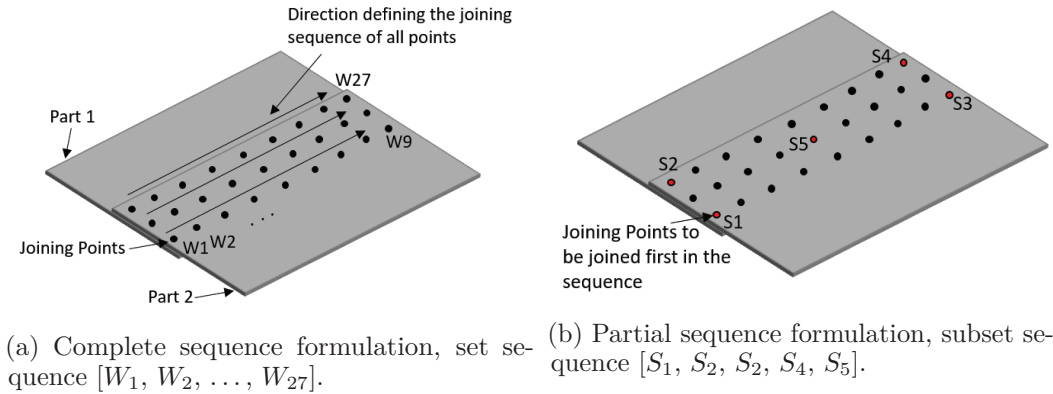 Direction defining the joining
sequence of all points
W27
Part 1
W9
Joining Points
W1
W2
Part 2
(a) Complete sequence formulation, set se-
quence [W1, W2, . . . , W27].
S4
S3
S5
S2
S1
Joining Points to
be joined first in the
sequence
(b) Partial sequence formulation, subset se-
quence [S1, S2, S2, S4, S5].